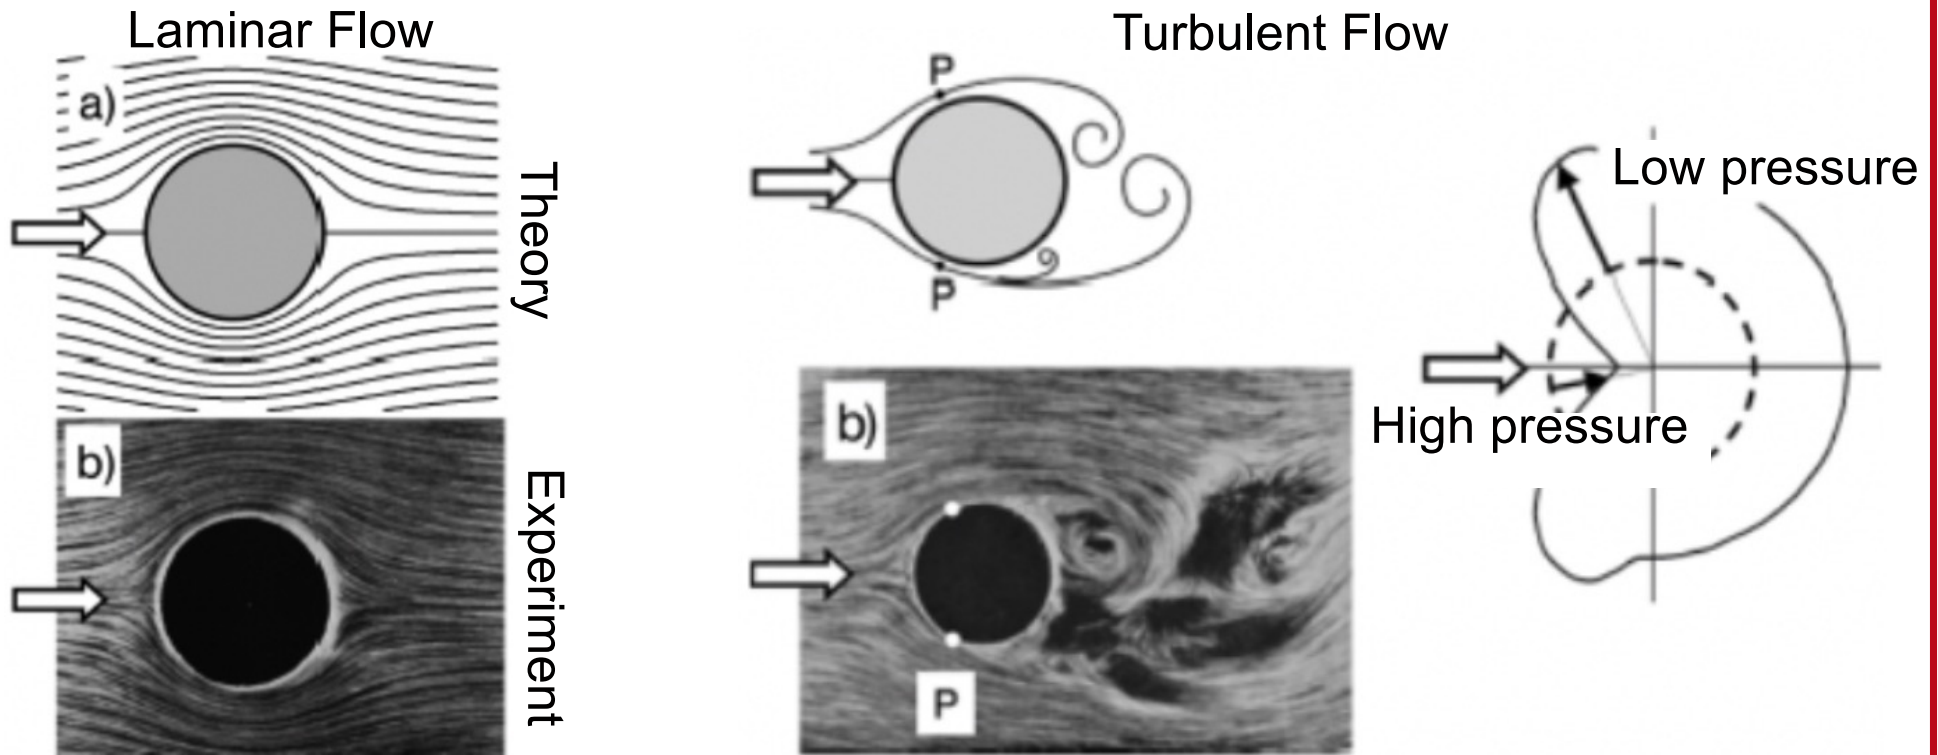 Laminar Flow
a)
Theory
b)
Experiment
Turbulent Flow
P
P
b)
P
Low pressure
High pressure